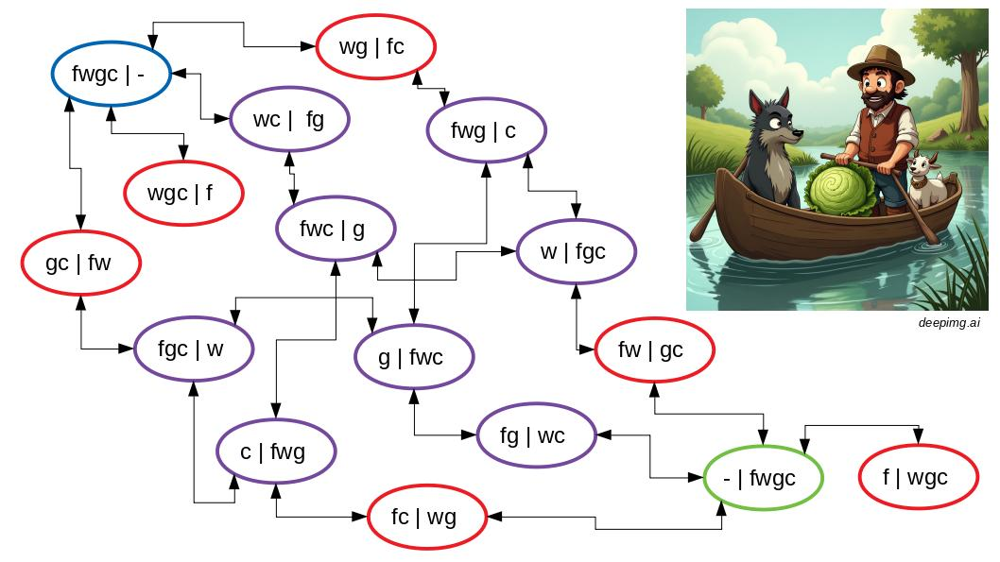 wg | fc
fwgc | -
wc |  fg
fwg | c
wgc | f
fwc | g
w | fgc
gc | fw
deepimg.ai
fgc | w
g | fwc
fw | gc
fg | wc
c | fwg
- | fwgc
f | wgc
fc | wg